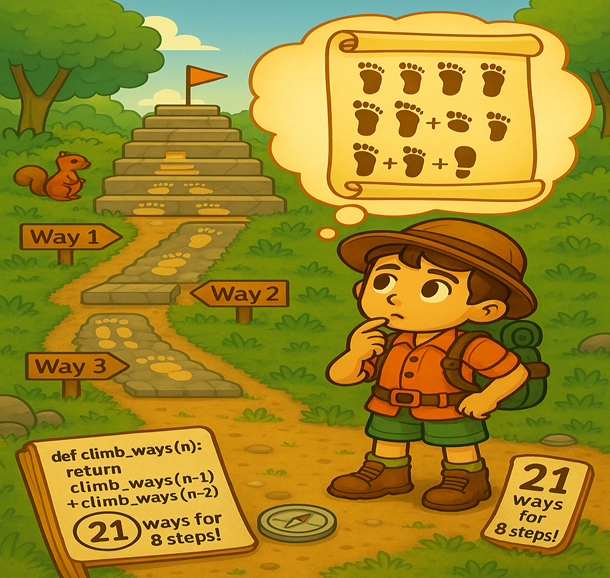 Way 1
Way 2
Way 3
def climb_ways(n):
return
climb_ways(n-1)
+climb_ways(n-2)
21 ways for
8 steps!
21
ways
for
8 steps!
+
+ +